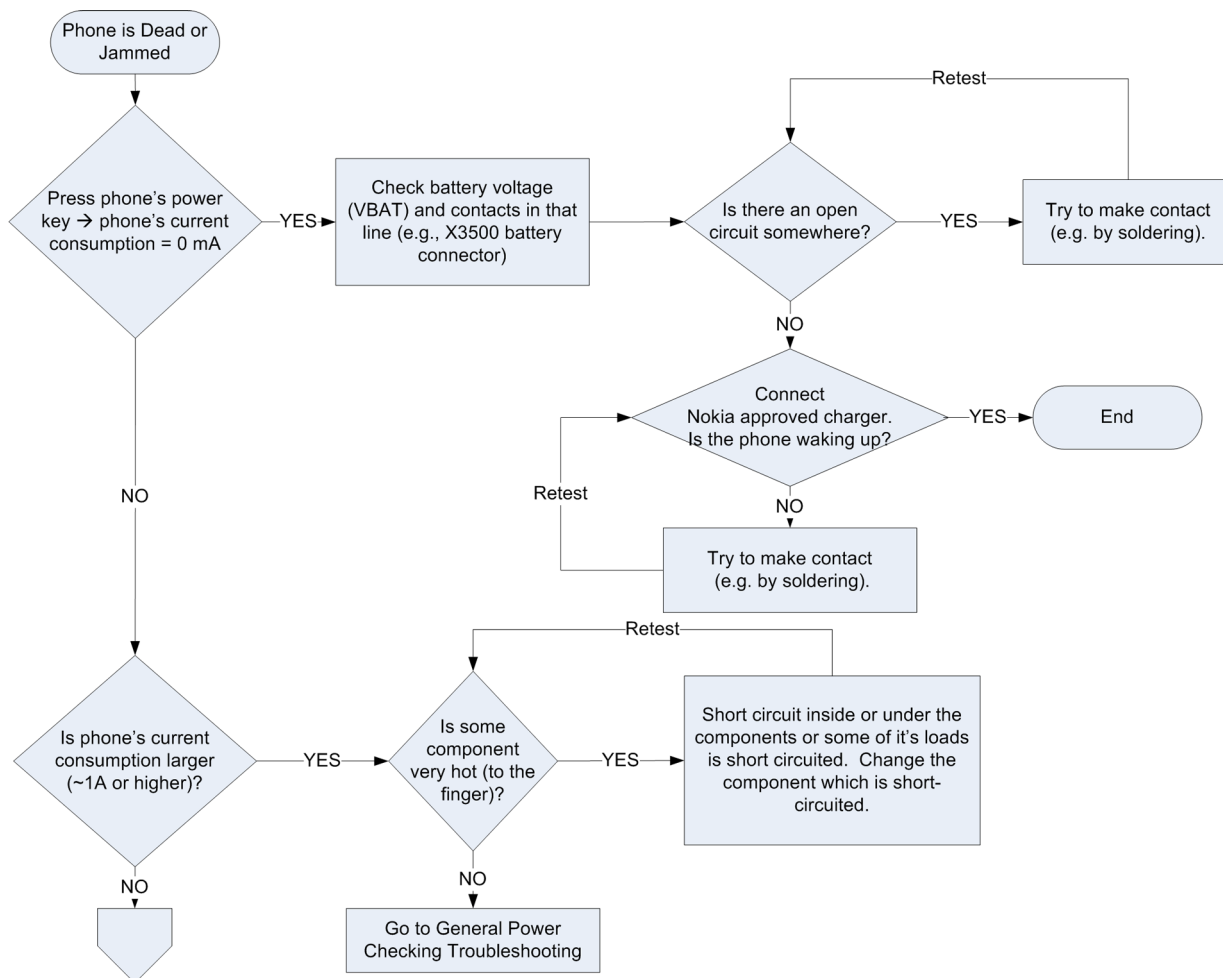 Phone is Dead or
Jammed
Retest
Press phone's power
key → phone's current
consumption = 0 mA
YES
Check battery voltage
(VBAT) and contacts in that
line (e.g., X3500 battery
connector)
Is there an open
circuit somewhere?
YES
Try to make contact
(e.g. by soldering).
NO
Connect
Nokia approved charger.
Is the phone waking up?
YES
End
NO
Retest
NO
Try to make contact
(e.g. by soldering).
Retest
Is phone's current
consumption larger
(~1A or higher)?
YES
Is some
component
very hot (to the
finger)?
YES
Short circuit inside or under the
components or some of it's loads
is short circuited.  Change the
component which is short-
circuited.
NO
NO
Go to General Power
Checking Troubleshooting